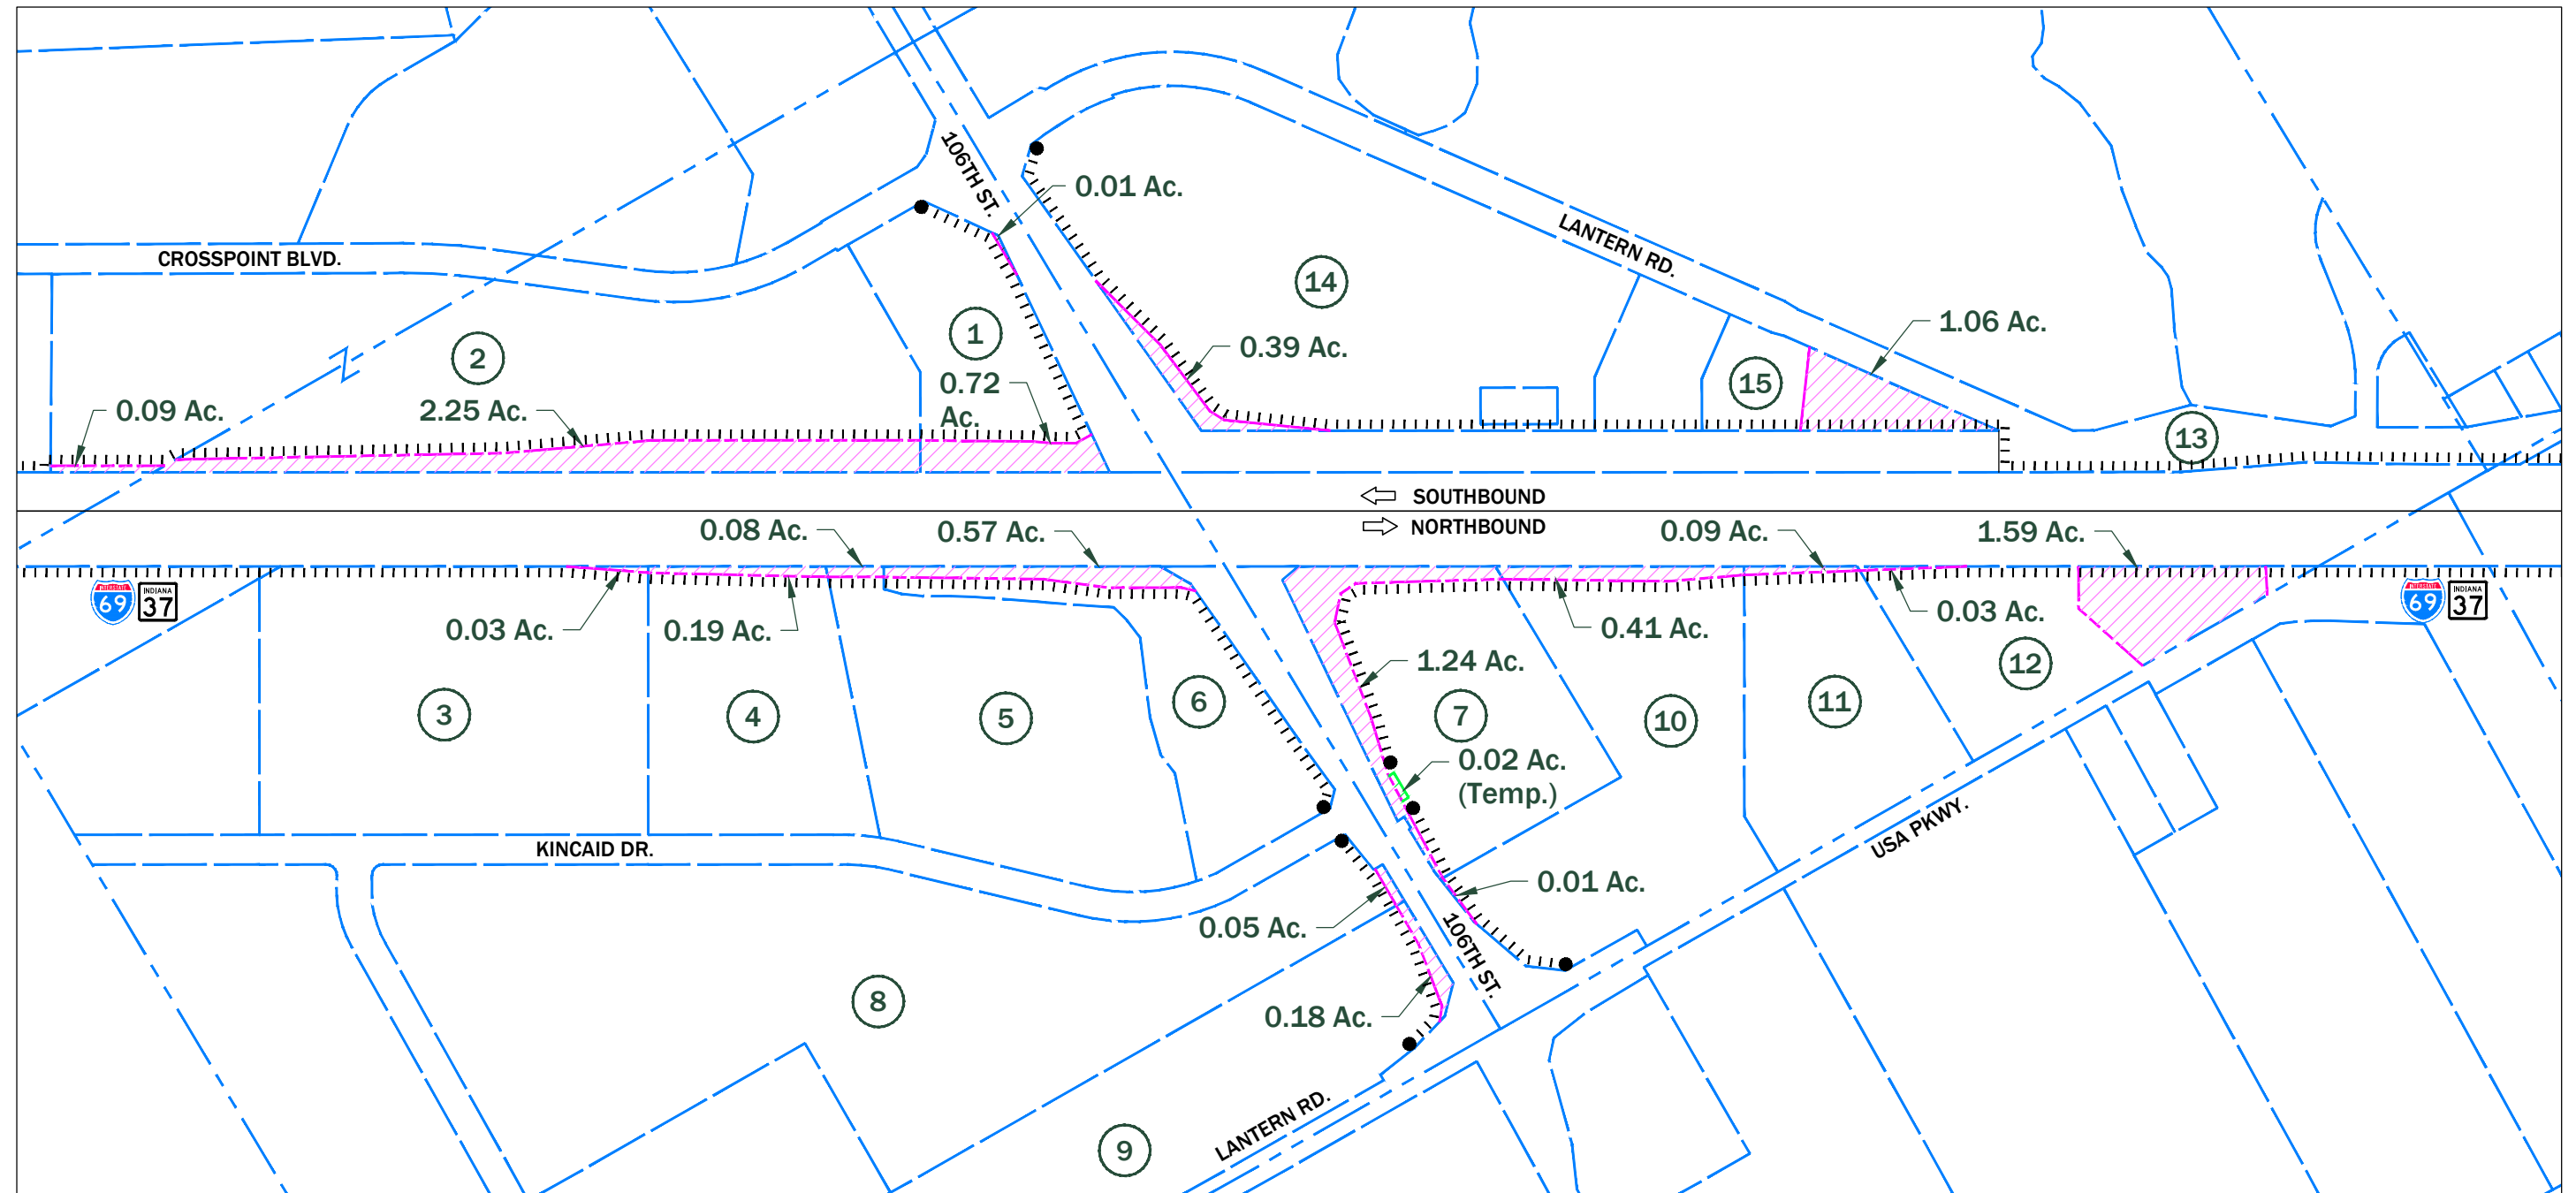 106TH ST.
0.01 Ac.
LANTERN RD.
CROSSPOINT BLVD.
14
1
2
0.39 Ac.
1.06 Ac.
15
0.72
Ac.
0.09 Ac.
2.25 Ac.
13
SOUTHBOUND
NORTHBOUND
0.08 Ac.
0.57 Ac.
0.09 Ac.
1.59 Ac.
69
INDIANA
37
0.03 Ac.
0.19 Ac.
0.41 Ac.
0.03 Ac.
69
INDIANA
37
1.24 Ac.
12
3
4
5
6
7
10
11
0.02 Ac.
(Temp.)
USA PKWY.
KINCAID DR.
0.01 Ac.
0.05 Ac.
106TH ST.
8
0.18 Ac.
LANTERN RD.
9